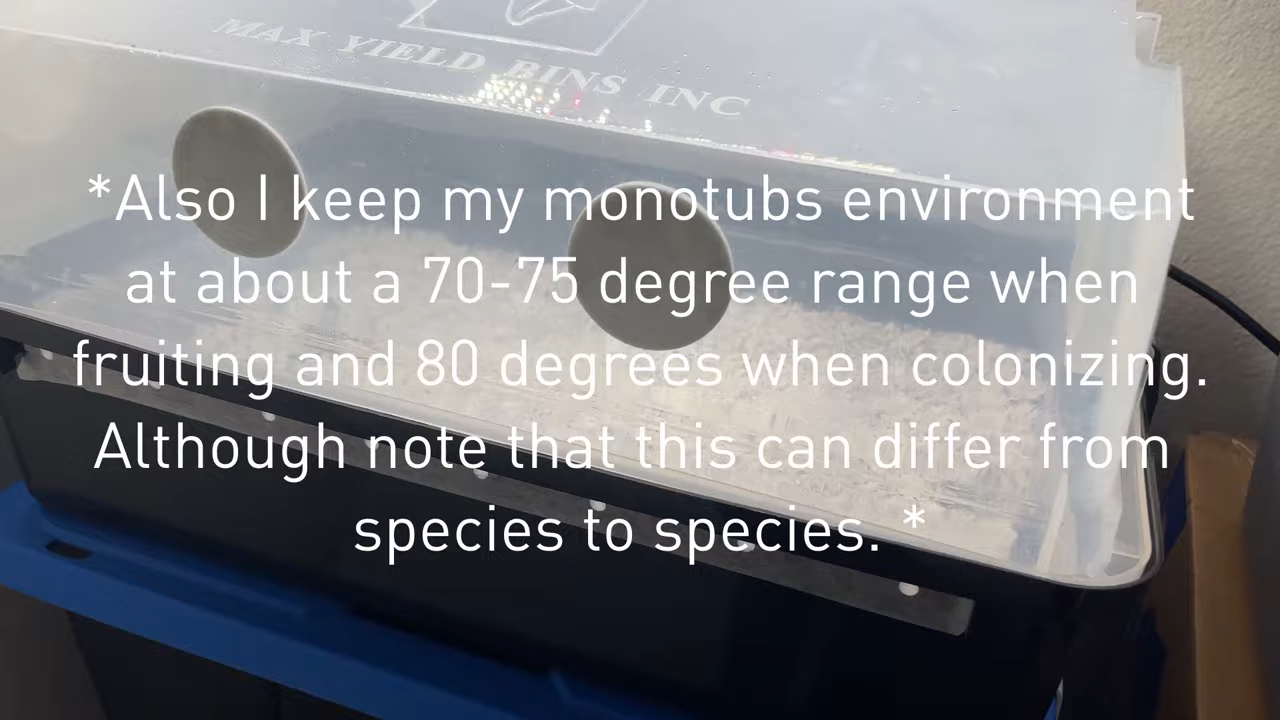 MAX YIELD BINS INC
*Also I keep my monotubs environment
at about a 70-75 degree range when
fruiting and 80 degrees when colonizing.
Although note that this can differ from
species to species. *